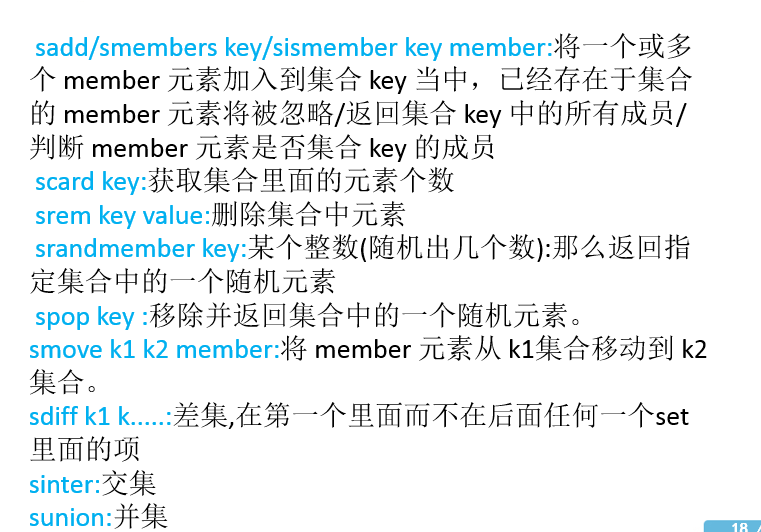 sadd/smembers key/sismember key member:将一个或多
个 member 元素加入到集合 key 当中，已经存在于集合
的 member 元素将被忽略/返回集合 key 中的所有成员/
判断 member 元素是否集合 key 的成员
scard key:获取集合里面的元素个数
srem key value:删除集合中元素
srandmember key:某个整数(随机出几个数):那么返回指
定集合中的一个随机元素
spop key :移除并返回集合中的一个随机元素。
smove k1 k2 member:将 member 元素从 k1集合移动到 k2
集合。
sdiff k1 k.....:差集,在第一个里面而不在后面任何一个set
里面的项
sinter:交集
sunion:并集
18